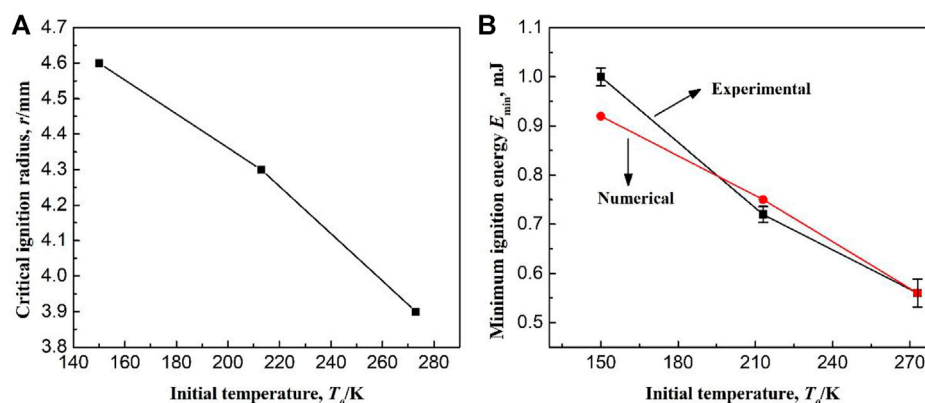 A
Critical ignition radius, r/mm
4.7
4.6
4.5
4.4
4.3
4.2
4.1
4.0
3.9
3.8
140 160 180 200 220 240 260 280
Initial temperature, T₀/K
B
Minimum ignition energy Eₘᵢₙ, mJ
1.0
0.9
0.8
0.7
0.6
0.5
Experimental
Numerical
150 180 210 240 270
Initial temperature, T₀/K